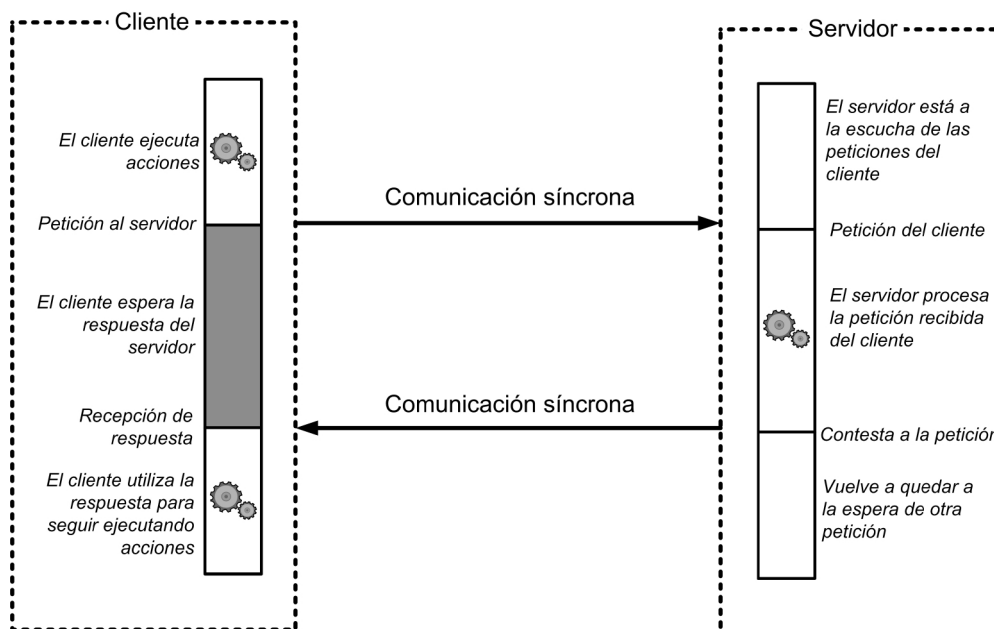 Cliente
El cliente ejecuta
acciones
Petición al servidor
El cliente espera la
respuesta del
servidor
Recepción de
respuesta
El cliente utiliza la
respuesta para
seguir ejecutando
acciones
Comunicación síncrona
Comunicación síncrona
Servidor
El servidor está a
la escucha de las
peticiones del
cliente
Petición del cliente
El servidor procesa
la petición recibida
del cliente
Contesta a la petición
Vuelve a quedar a
la espera de otra
petición